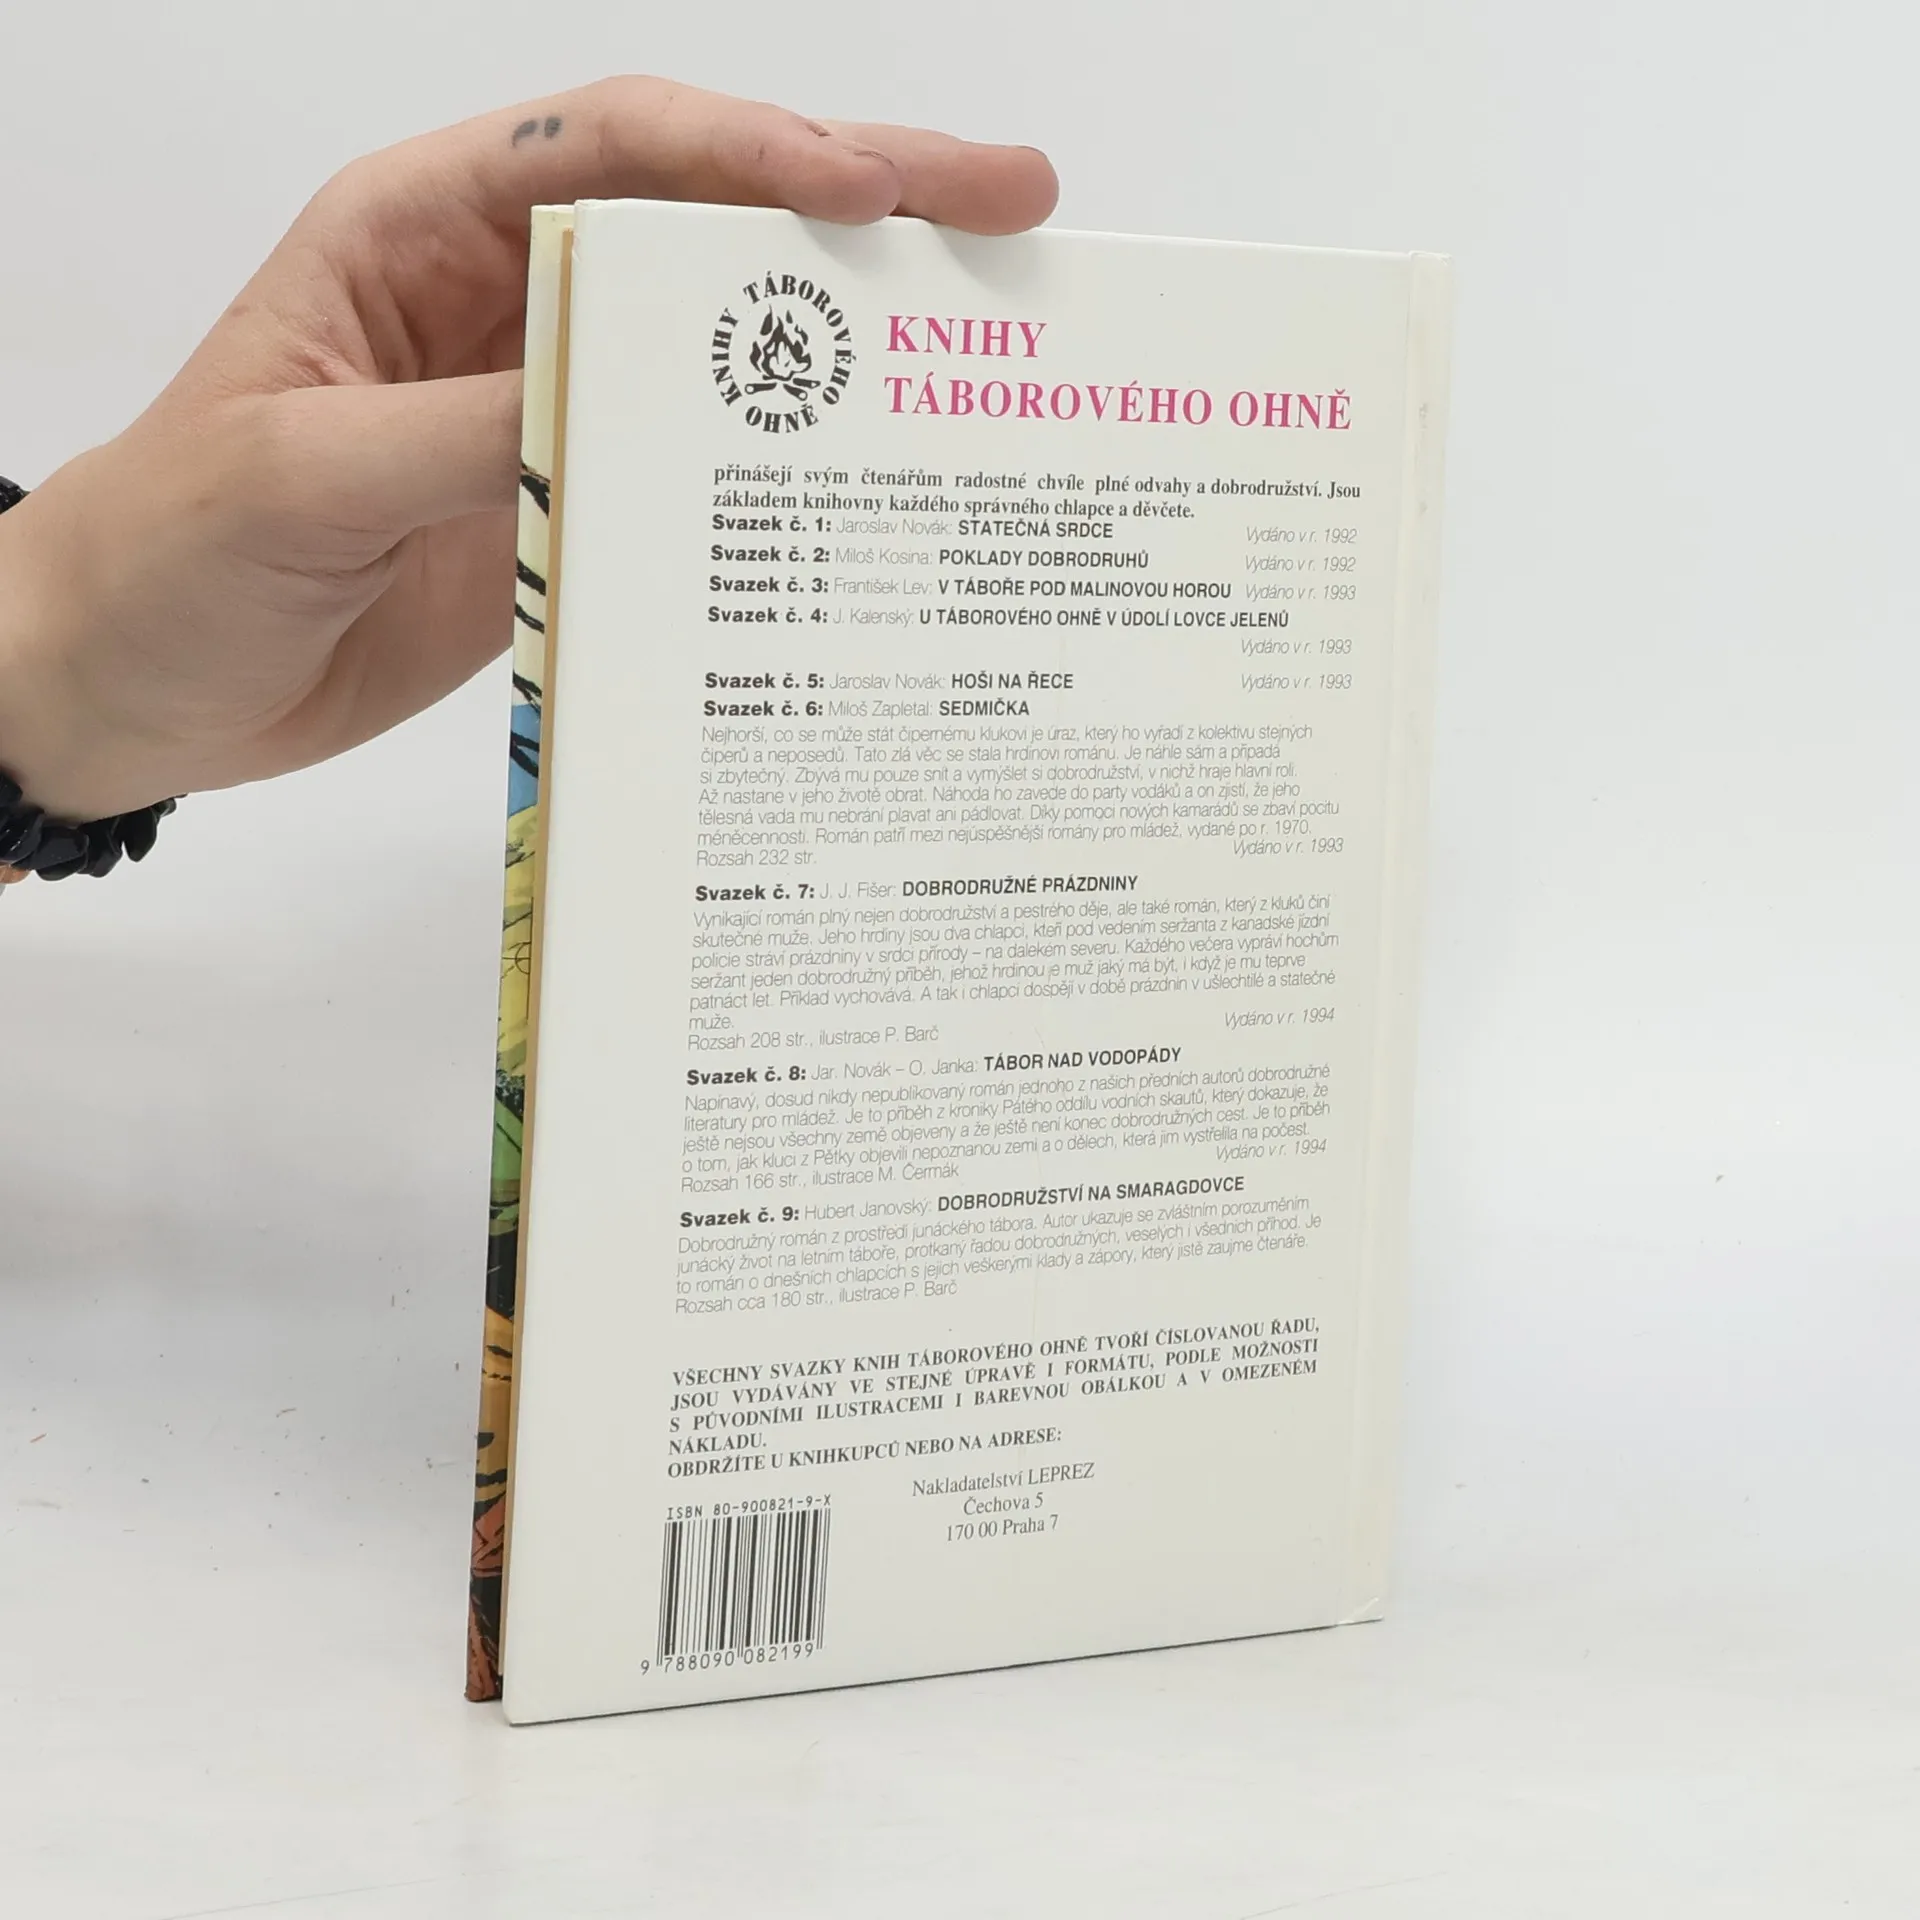 KNIHY TÁBOROVÉHO OHNĚ
KNIHY
TÁBOROVÉHO OHNĚ
přinášejí svým čtenářům radostné chvíle plné odvahy a dobrodružství. Jsou
základem knihovny každého správného chlapce a děvčete.
Svazek č. 1: Jaroslav Novák: STATEČNÁ SRDCE Vydáno v r. 1992
Svazek č. 2: Miloš Kosina: POKLADY DOBRODRUHŮ Vydáno v r. 1992
Svazek č. 3: František Lev: V TÁBOŘE POD MALINOVOU HOROU Vydáno v r. 1993
Svazek č. 4: J. Kalenský: U TÁBOROVÉHO OHNĚ V ÚDOLÍ LOVCE JELENŮ
Vydáno v r. 1993
Svazek č. 5: Jaroslav Novák: HOŠI NA ŘECE Vydáno v r. 1993
Svazek č. 6: Miloš Zapletal: SEDMIČKA
Nejhorší, co se může stát čipernému klukovi je úraz, který ho vyřadí z kolektivu stejných
čiperů a neposedů. Tato zlá věc se stala hrdinovi románu. Je náhle sám a připadá
si zbytečný. Zbývá mu pouze snít a vymýšlet si dobrodružství, v nichž hraje hlavní roli.
Až nastane v jeho životě obrat. Náhoda ho zavede do party vodáků a on zjistí, že jeho
tělesná vada mu nebrání plavat ani pádlovat. Díky pomoci nových kamarádů se zbaví pocitu
méněcennosti. Román patří mezi nejúspěšnější romány pro mládež, vydané po r. 1970.
Rozsah 232 str. Vydáno v r. 1993
Svazek č. 7: J. J. Fišer: DOBRODRUŽNÉ PRÁZDNINY
Vynikající román plný nejen dobrodružství a pestrého děje, ale také román, který z kluků činí
skutečné muže. Jeho hrdiny jsou dva chlapci, kteří pod vedením seržanta z kanadské jízdní
policie stráví prázdniny v srdci přírody – na dalekém severu. Každého večera vypráví hochům
seržant jeden dobrodružný příběh, jehož hrdinou je muž jaký má být, i když je mu teprve
patnáct let. Příklad vychovává. A tak i chlapci dospějí v době prázdnin v ušlechtilé a statečné
muže. Vydáno v r. 1994
Rozsah 208 str., ilustrace P. Barč
Svazek č. 8: Jar. Novák – O. Janka: TÁBOR NAD VODOPÁDY
Napínavý, dosud nikdy nepublikovaný román jednoho z našich předních autorů dobrodružné
literatury pro mládež. Je to příběh z kroniky Pátého oddílu vodních skautů, který dokazuje, že
ještě nejsou všechny země objeveny a že ještě není konec dobrodružných cest. Je to příběh
o tom, jak kluci z Pětky objevili nepoznanou zemi a o dělech, která jim vystřelila na počest.
Rozsah 166 str., ilustrace M. Čermák Vydáno v r. 1994
Svazek č. 9: Hubert Janovský: DOBRODRUŽSTVÍ NA SMARAGDOVCE
Dobrodružný román z prostředí junáckého tábora. Autor ukazuje se zvláštním porozuměním
junácký život na letním táboře, protkaný řadou dobrodružných, veselých i všedních příhod. Je
to román o dnešních chlapcích s jejich veškerými klady a zápory, který jistě zaujme čtenáře.
Rozsah cca 180 str., ilustrace P. Barč
VŠECHNY SVAZKY KNIH TÁBOROVÉHO OHNĚ TVOŘÍ ČÍSLOVANOU ŘADU,
JSOU VYDÁVÁNY VE STEJNÉ ÚPRAVĚ I FORMÁTU, PODLE MOŽNOSTI
S PŮVODNÍMI ILUSTRACEMI I BAREVNOU OBÁLKOU A V OMEZENÉM
NÁKLADU.
OBDRŽÍTE U KNIHKUPCŮ NEBO NA ADRESE:
Nakladatelství LEPREZ
Čechova 5
170 00 Praha 7
ISBN 80-900821-9-X
9 788090 082199